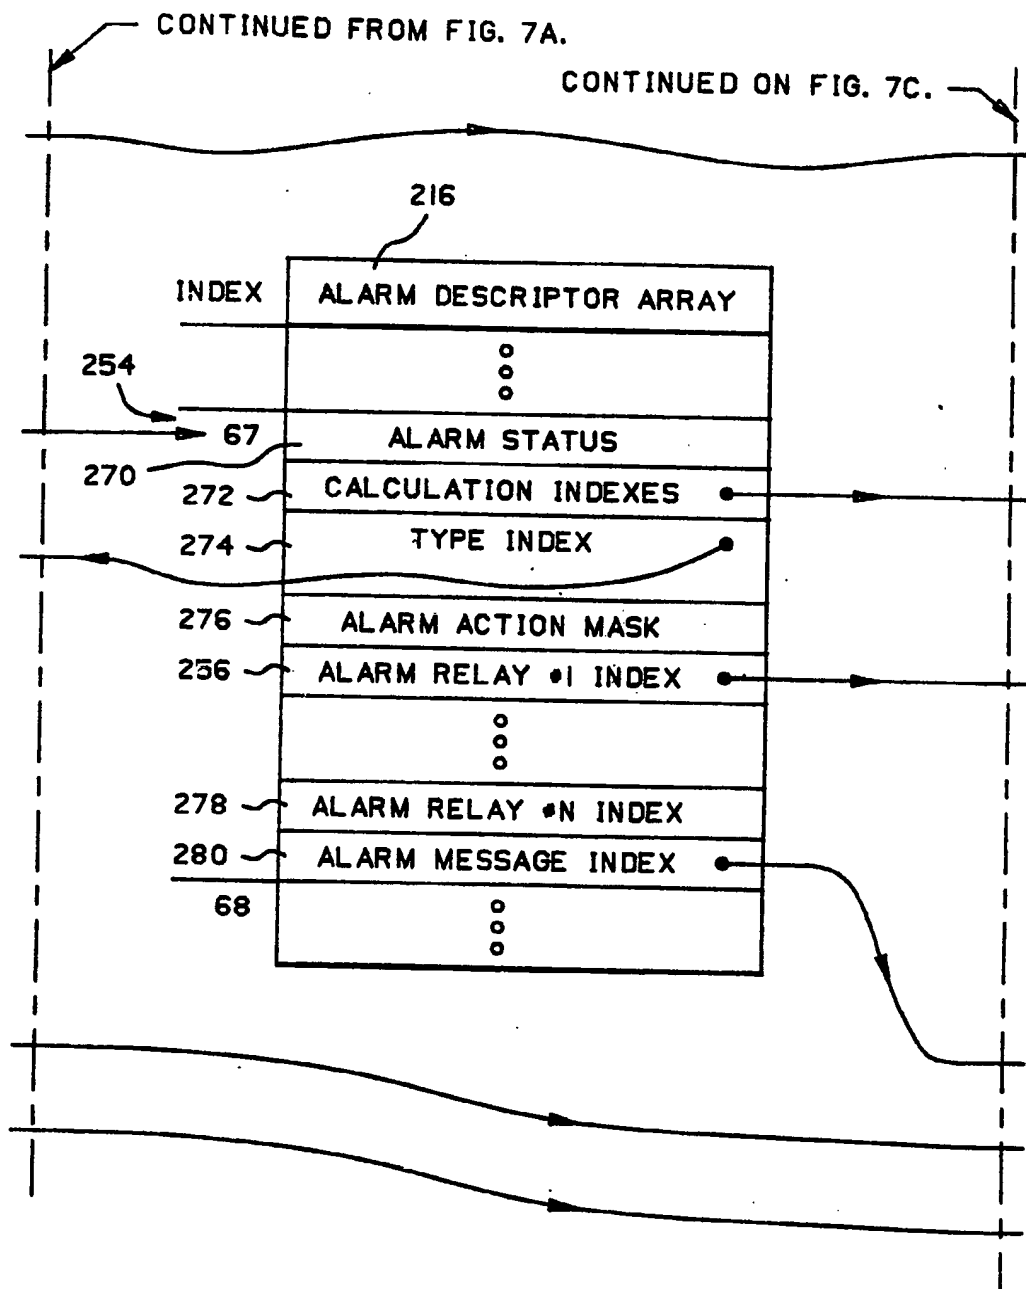 CONTINUED FROM FIG. 7A.
CONTINUED ON FIG. 7C.
216
INDEX ALARM DESCRIPTOR ARRAY
254
67 ALARM STATUS
270
272 CALCULATION INDEXES
274 TYPE INDEX
276 ALARM ACTION MASK
256 ALARM RELAY #1 INDEX
278 ALARM RELAY #N INDEX
280 ALARM MESSAGE INDEX
68